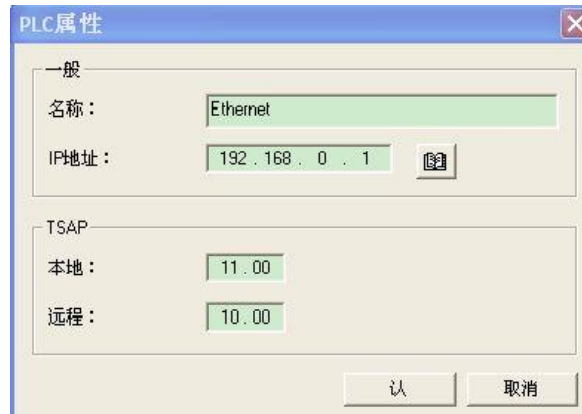 PLC属性
一般
名称：
Ethernet
IP地址：
192 . 168 . 0 . 1
TSAP
本地：
11 . 00
远程：
10 . 00
认
取消